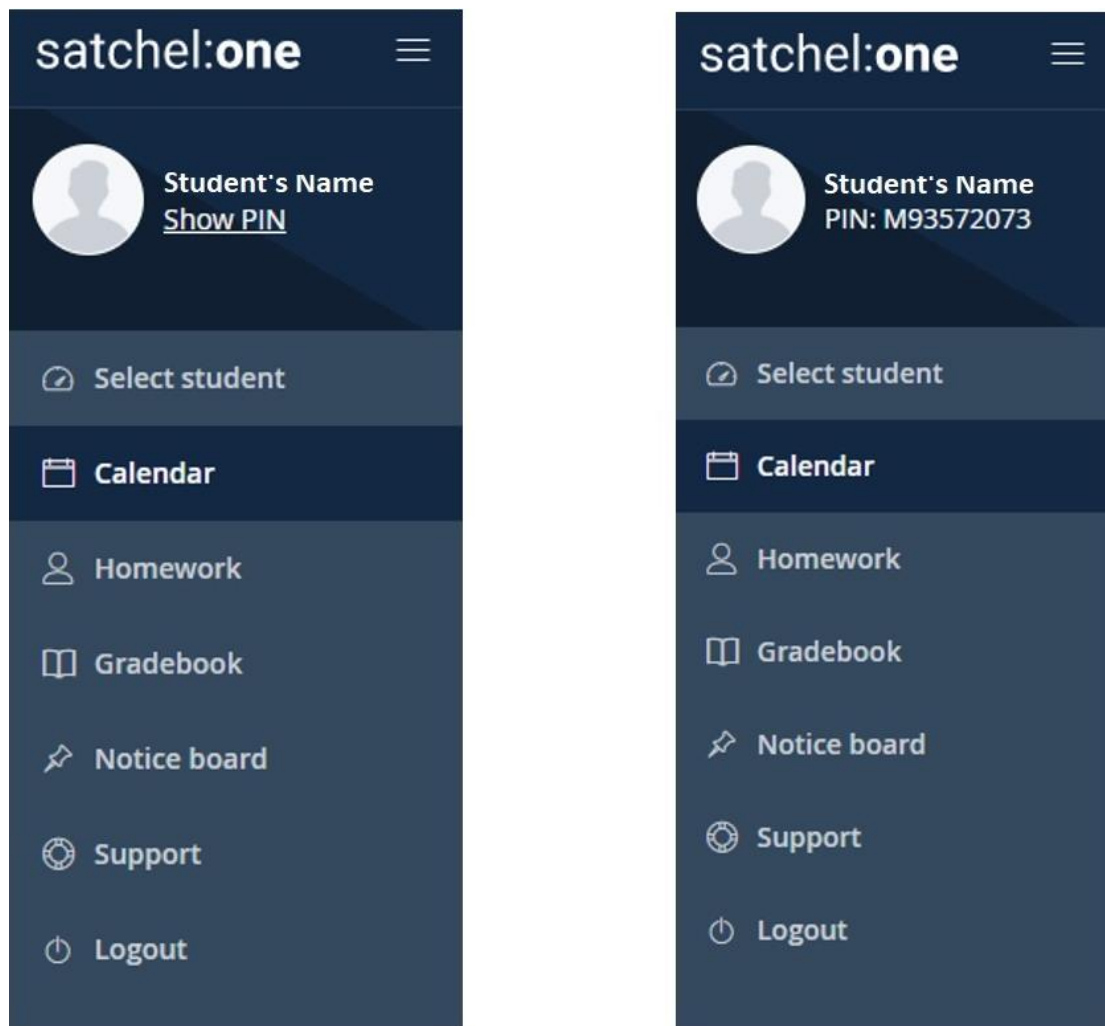 satchel:one
Student's Name
Show PIN
Select student
Calendar
Homework
Gradebook
Notice board
Support
Logout
satchel:one
Student's Name
PIN: M93572073
Select student
Calendar
Homework
Gradebook
Notice board
Support
Logout